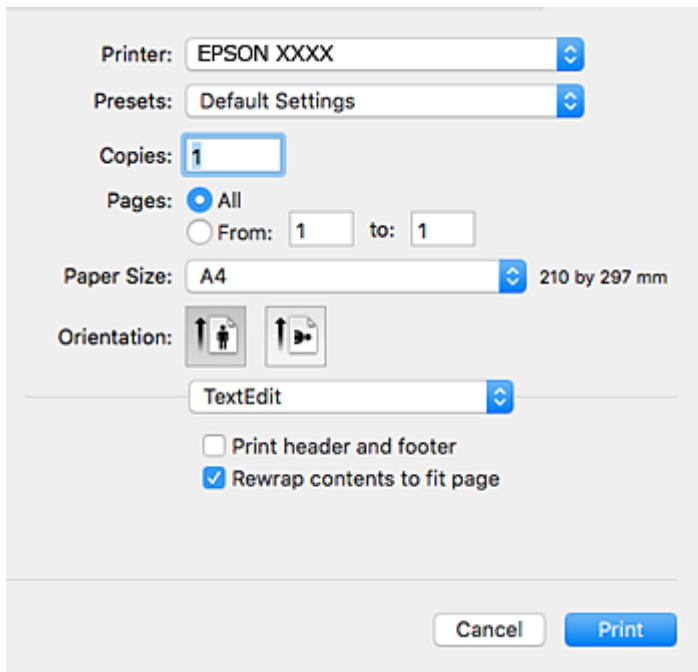 Printer: EPSON XXXX
Presets: Default Settings
Copies: 1
Pages: All
From: 1 to: 1
Paper Size: A4 210 by 297 mm
Orientation:
TextEdit
Print header and footer
Rewrap contents to fit page
Cancel Print